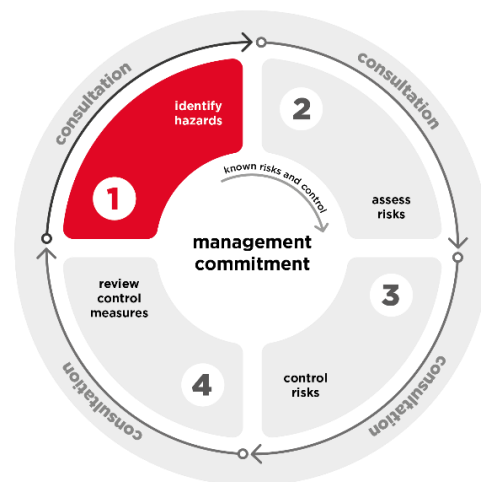 consultation
consultation
identify
hazards
2
known risks and control
1
assess
risks
management
commitment
review
control
measures
3
4
control
risks
consultation
consultation